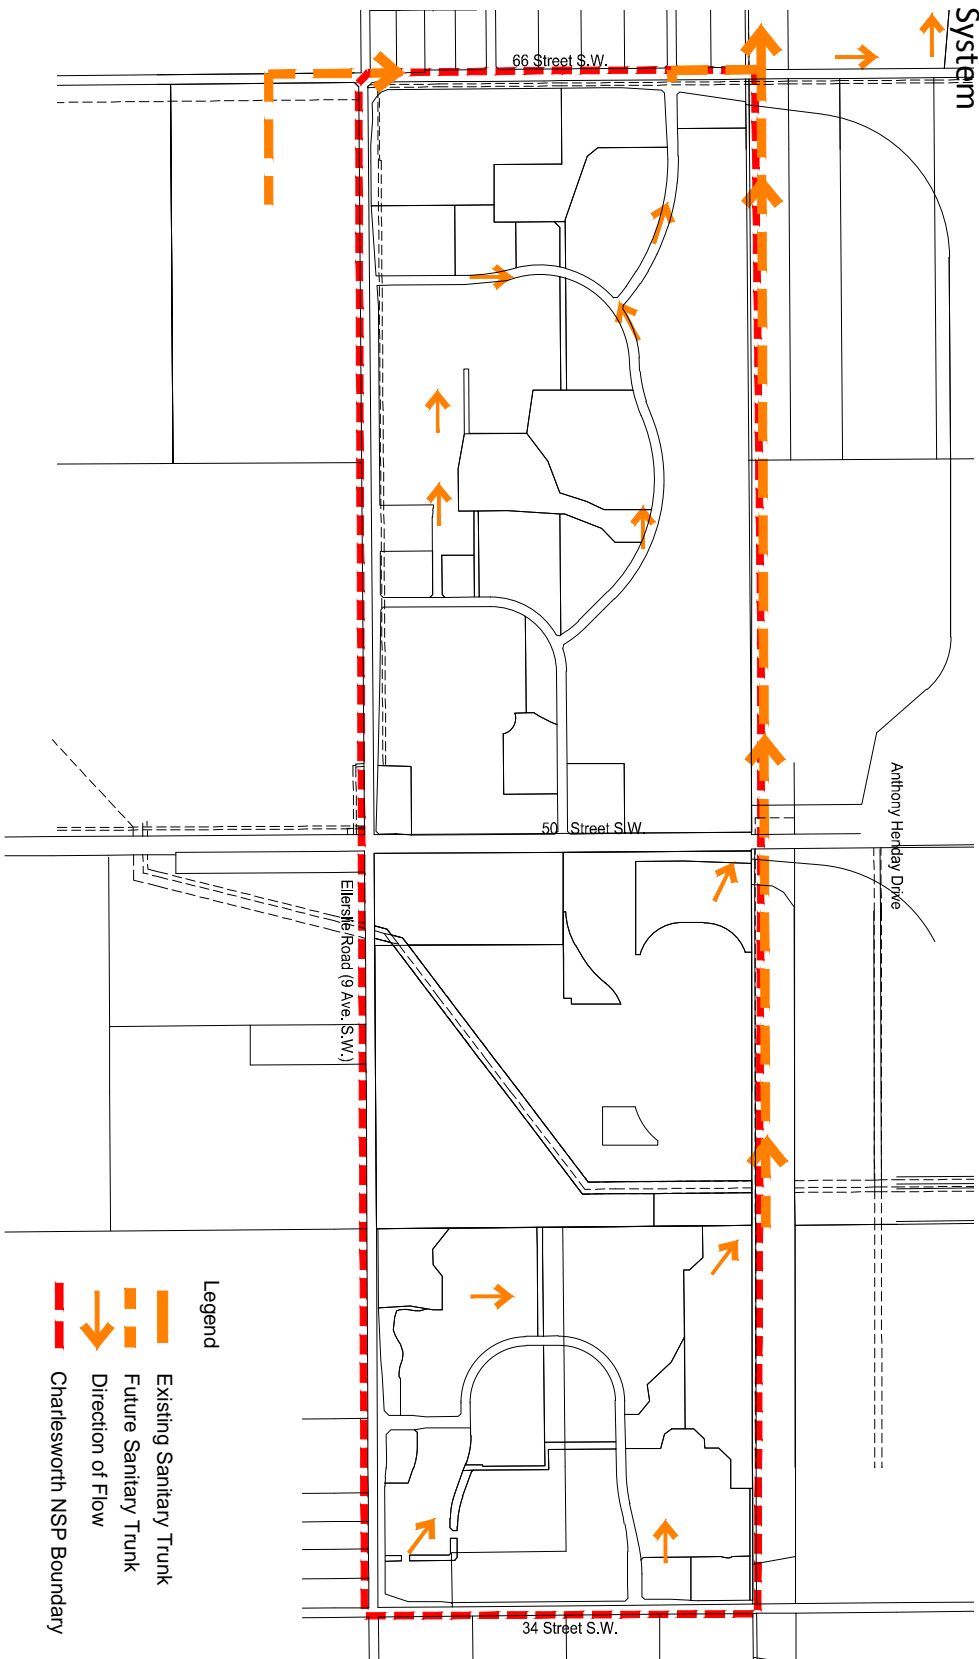 System
66 Street S.W.
Anthony Henday Drive
50 Street S.W.
Ellerslie Road (9 Ave. S.W.)
Legend
Existing Sanitary Trunk
Future Sanitary Trunk
Direction of Flow
Charlesworth NSP Boundary
34 Street S.W.